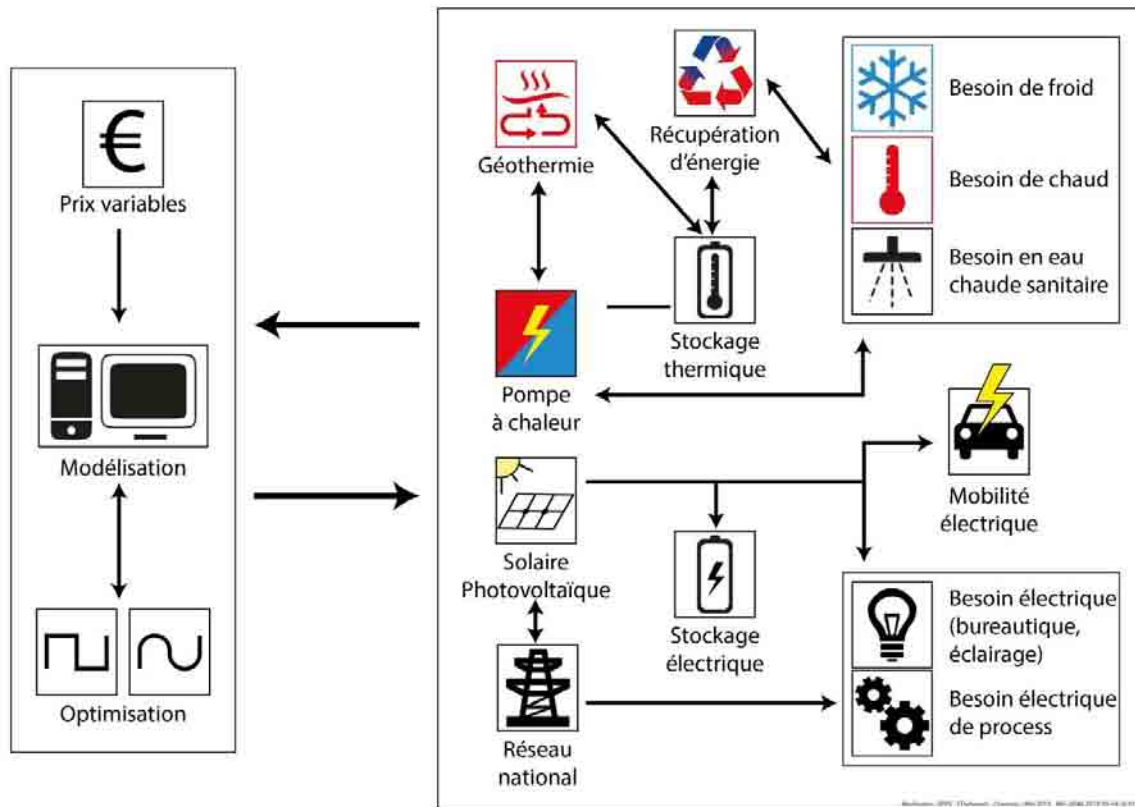 €
Prix variables
Modélisation
Optimisation
Géothermie
Récupération
d'énergie
Stockage
thermique
Pompe
à chaleur
Solaire
Photovoltaïque
Stockage
électrique
Réseau
national
Besoin de froid
Besoin de chaud
Besoin en eau
chaude sanitaire
Mobilité
électrique
Besoin électrique
(bureautique,
éclairage)
Besoin électrique
de process